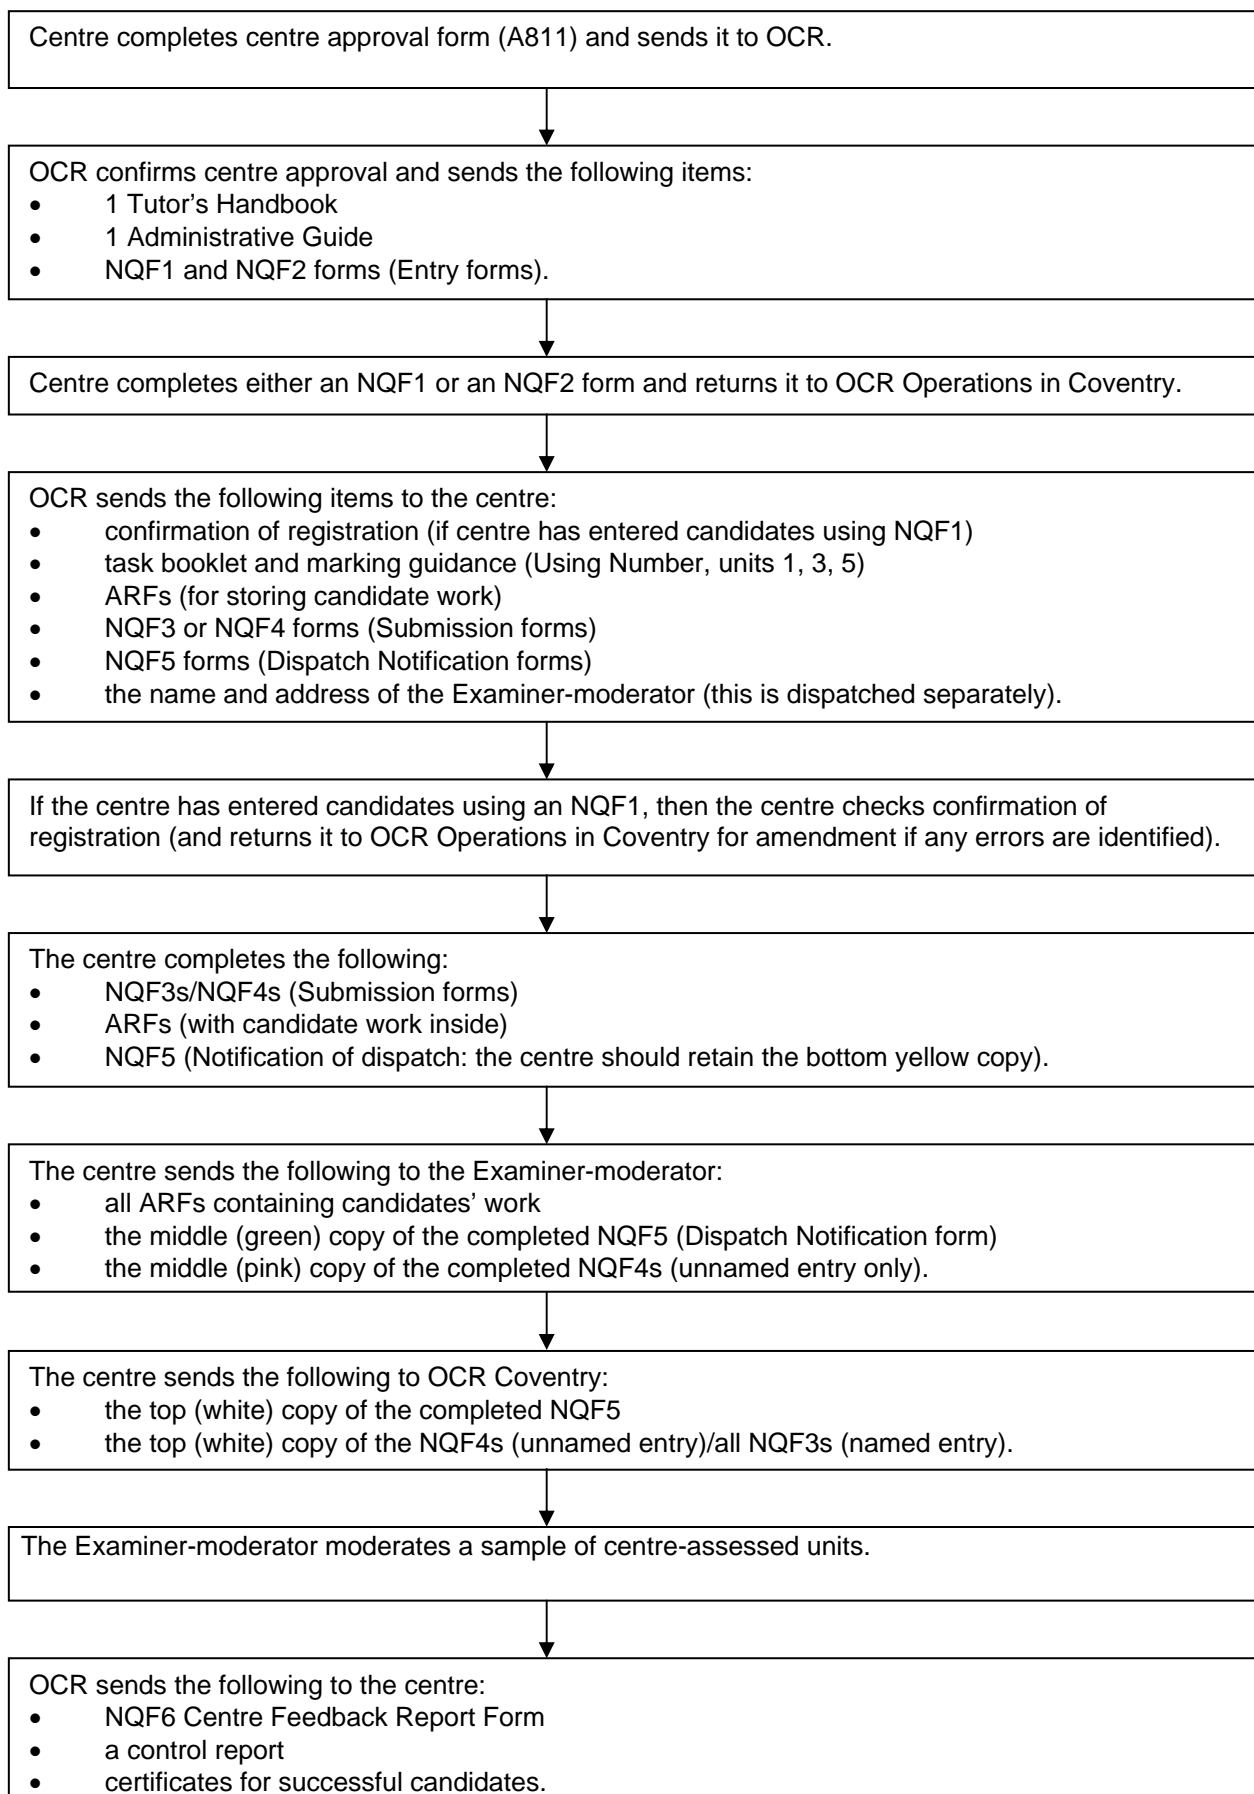 Centre completes centre approval form (A811) and sends it to OCR.
OCR confirms centre approval and sends the following items:
• 1 Tutor's Handbook
• 1 Administrative Guide
• NQF1 and NQF2 forms (Entry forms).
Centre completes either an NQF1 or an NQF2 form and returns it to OCR Operations in Coventry.
OCR sends the following items to the centre:
• confirmation of registration (if centre has entered candidates using NQF1)
• task booklet and marking guidance (Using Number, units 1, 3, 5)
• ARFs (for storing candidate work)
• NQF3 or NQF4 forms (Submission forms)
• NQF5 forms (Dispatch Notification forms)
• the name and address of the Examiner-moderator (this is dispatched separately).
If the centre has entered candidates using an NQF1, then the centre checks confirmation of
registration (and returns it to OCR Operations in Coventry for amendment if any errors are identified).
The centre completes the following:
• NQF3s/NQF4s (Submission forms)
• ARFs (with candidate work inside)
• NQF5 (Notification of dispatch: the centre should retain the bottom yellow copy).
The centre sends the following to the Examiner-moderator:
• all ARFs containing candidates' work
• the middle (green) copy of the completed NQF5 (Dispatch Notification form)
• the middle (pink) copy of the completed NQF4s (unnamed entry only).
The centre sends the following to OCR Coventry:
• the top (white) copy of the completed NQF5
• the top (white) copy of the NQF4s (unnamed entry)/all NQF3s (named entry).
The Examiner-moderator moderates a sample of centre-assessed units.
OCR sends the following to the centre:
• NQF6 Centre Feedback Report Form
• a control report
• certificates for successful candidates.